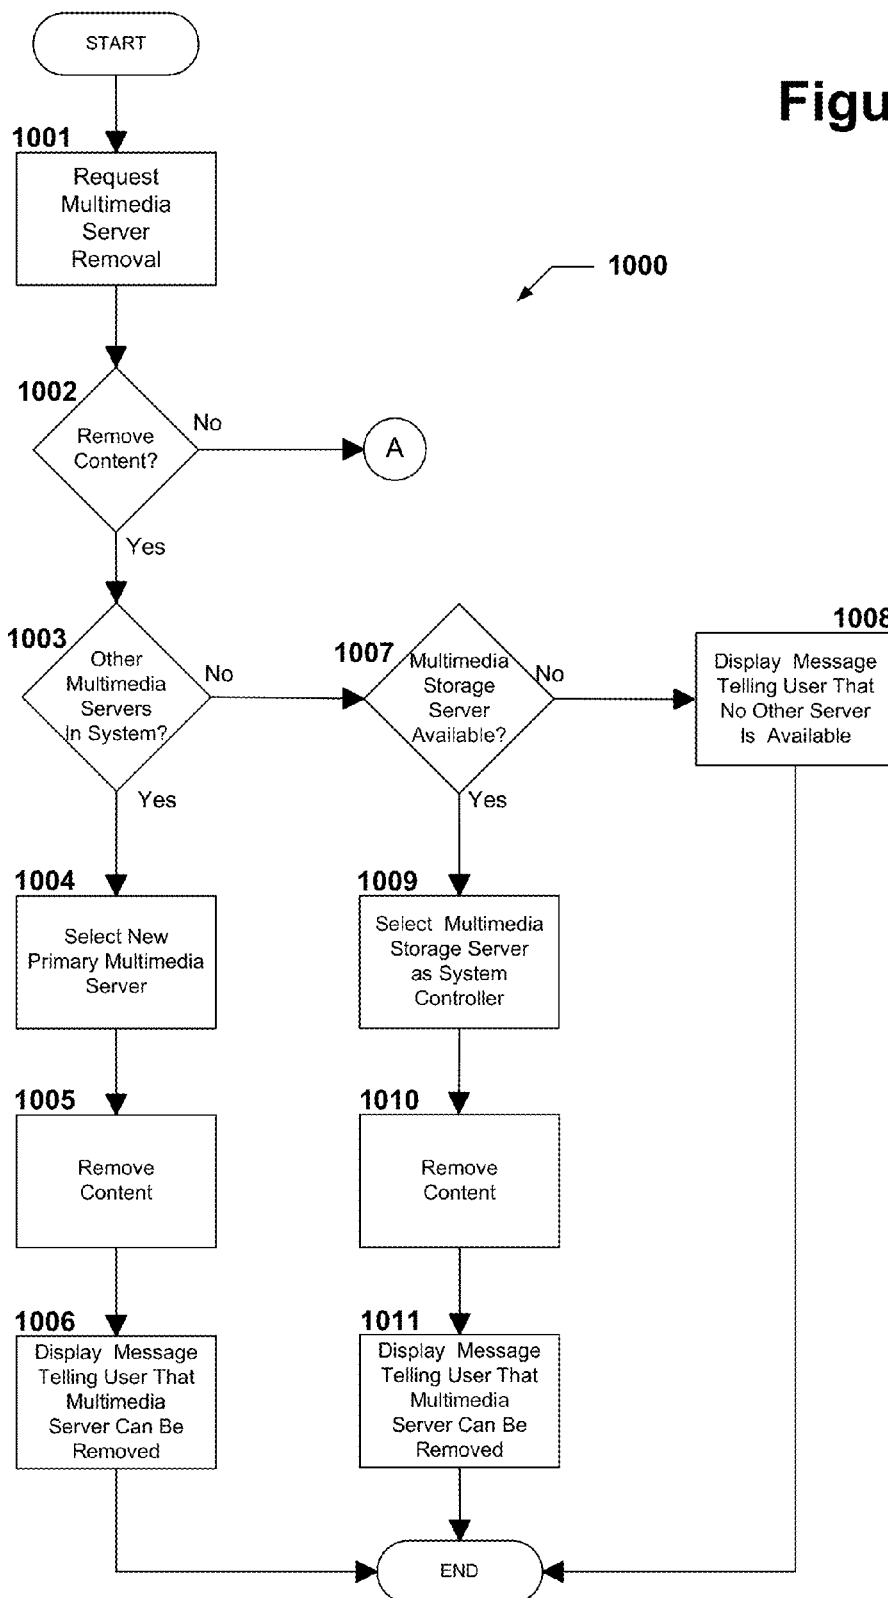 START
Figu
1001
Request
Multimedia
Server
Removal
1000
1002
Remove
Content?
No
A
Yes
1003
Other
Multimedia
Servers
In System?
No
1007
Multimedia
Storage
Server
Available?
No
1008
Display Message
Telling User That
No Other Server
Is Available
Yes
Yes
1004
Select New
Primary Multimedia
Server
1009
Select Multimedia
Storage Server
as System
Controller
1005
Remove
Content
1010
Remove
Content
1006
Display Message
Telling User That
Multimedia
Server Can Be
Removed
1011
Display Message
Telling User That
Multimedia
Server Can Be
Removed
END